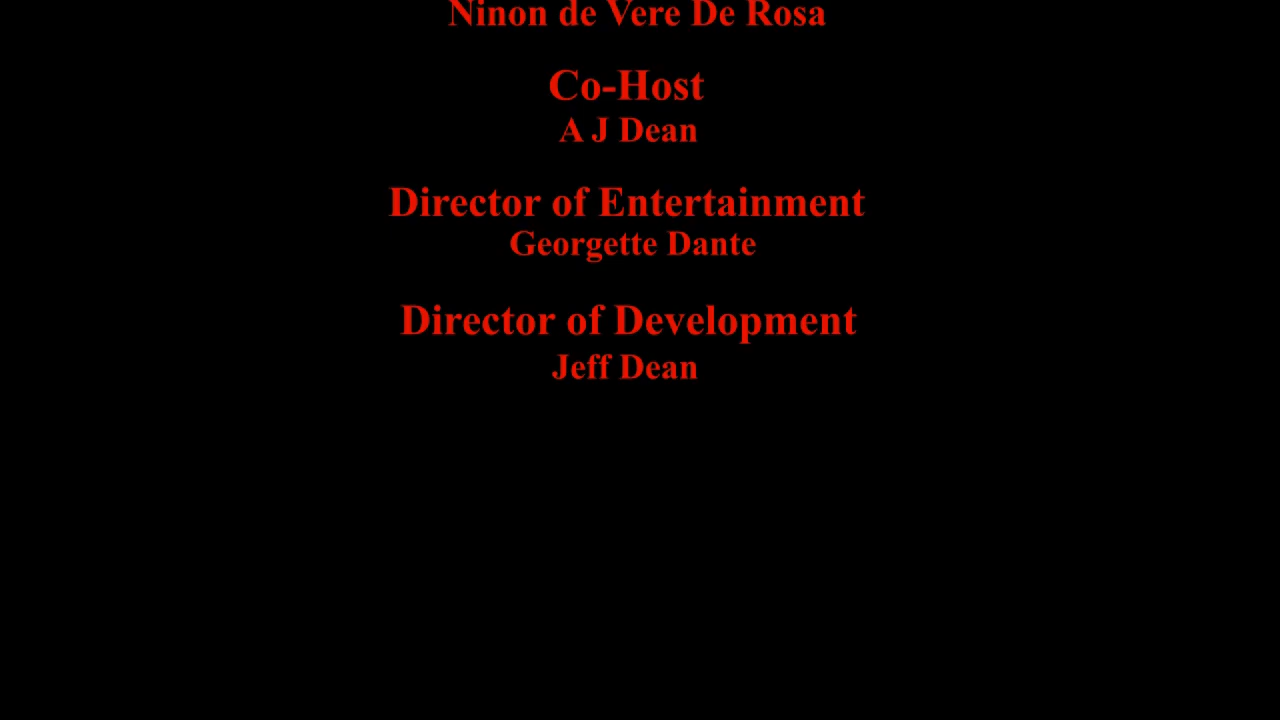 Ninon de Vere De Rosa
Co-Host
A J Dean
Director of Entertainment
Georgette Dante
Director of Development
Jeff Dean